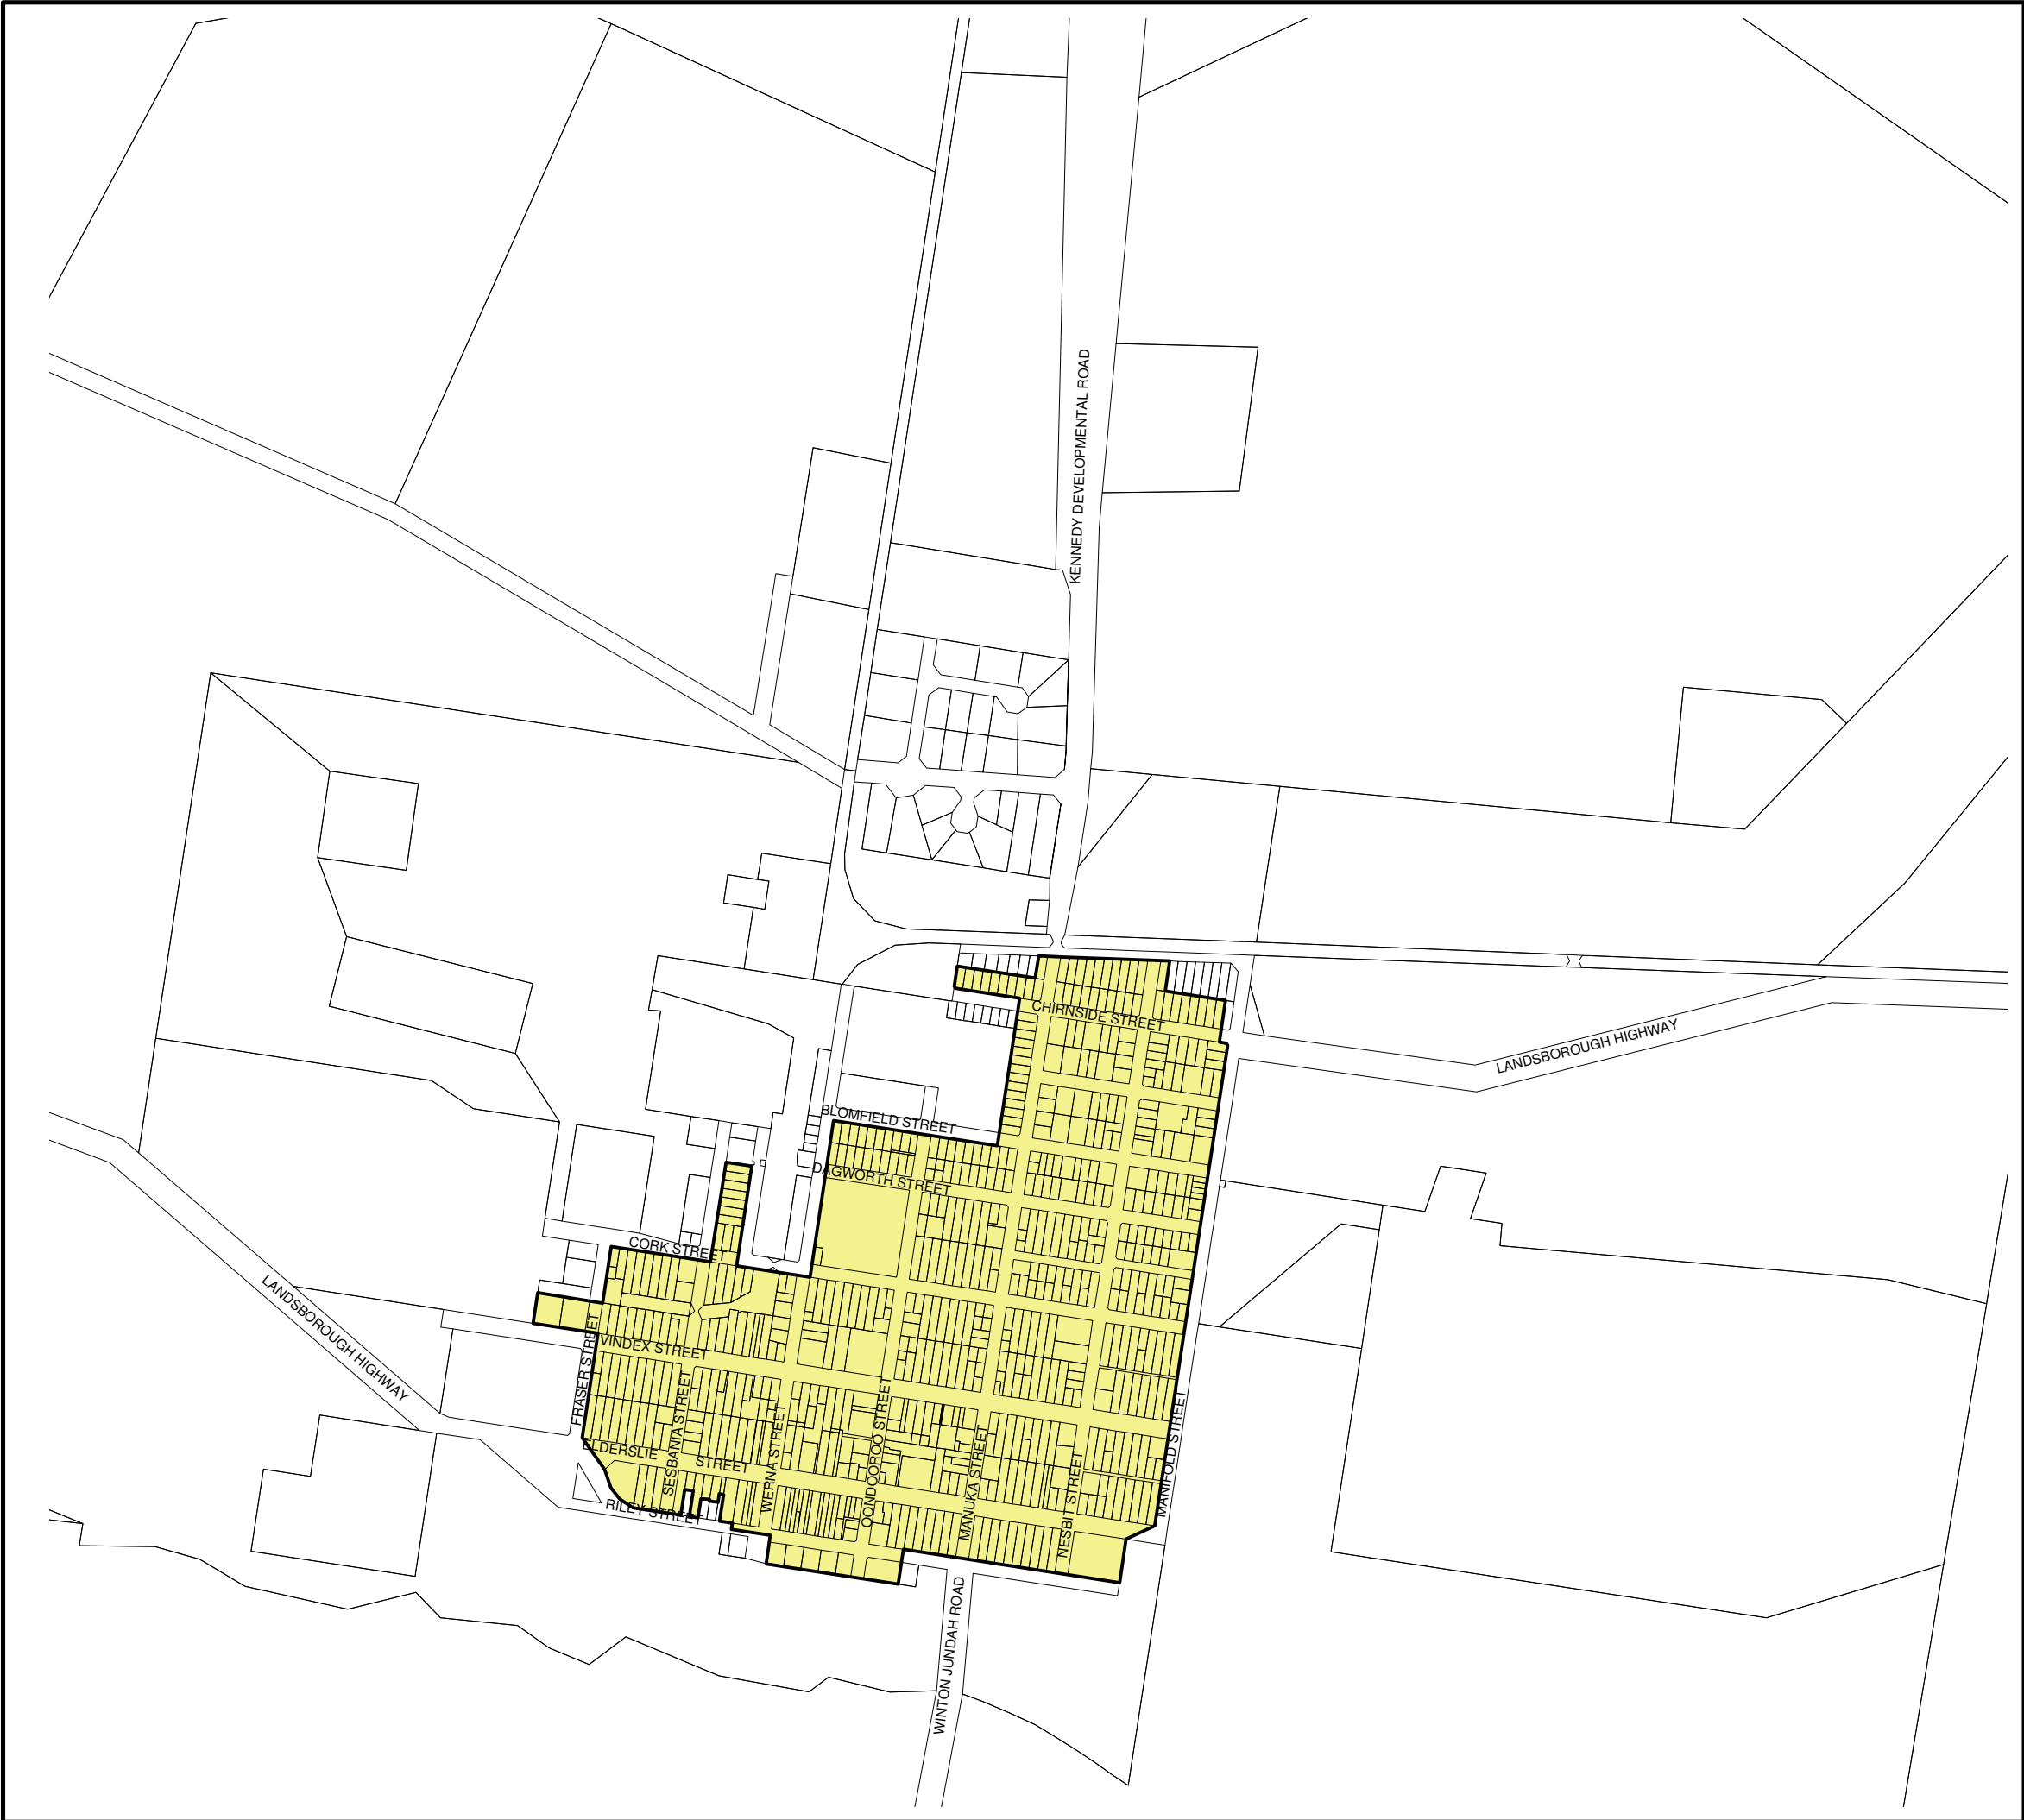 KENNEDY DEVELOPMENTAL ROAD
CHIRNSIDE STREET
LANDSBOROUGH HIGHWAY
BLOMFIELD STREET
DAGWORTH STREET
CORK STREET
LANDSBOROUGH HIGHWAY
FRASER STREET
VINDEX STREET
SESBANIA STREET
WERNA STREET
OONDOOROO STREET
MANUKA STREET
NESBIT STREET
MANIFOLD STREET
ELDERSLIE STREET
RILEY STREET
WINTON JUNDAH ROAD